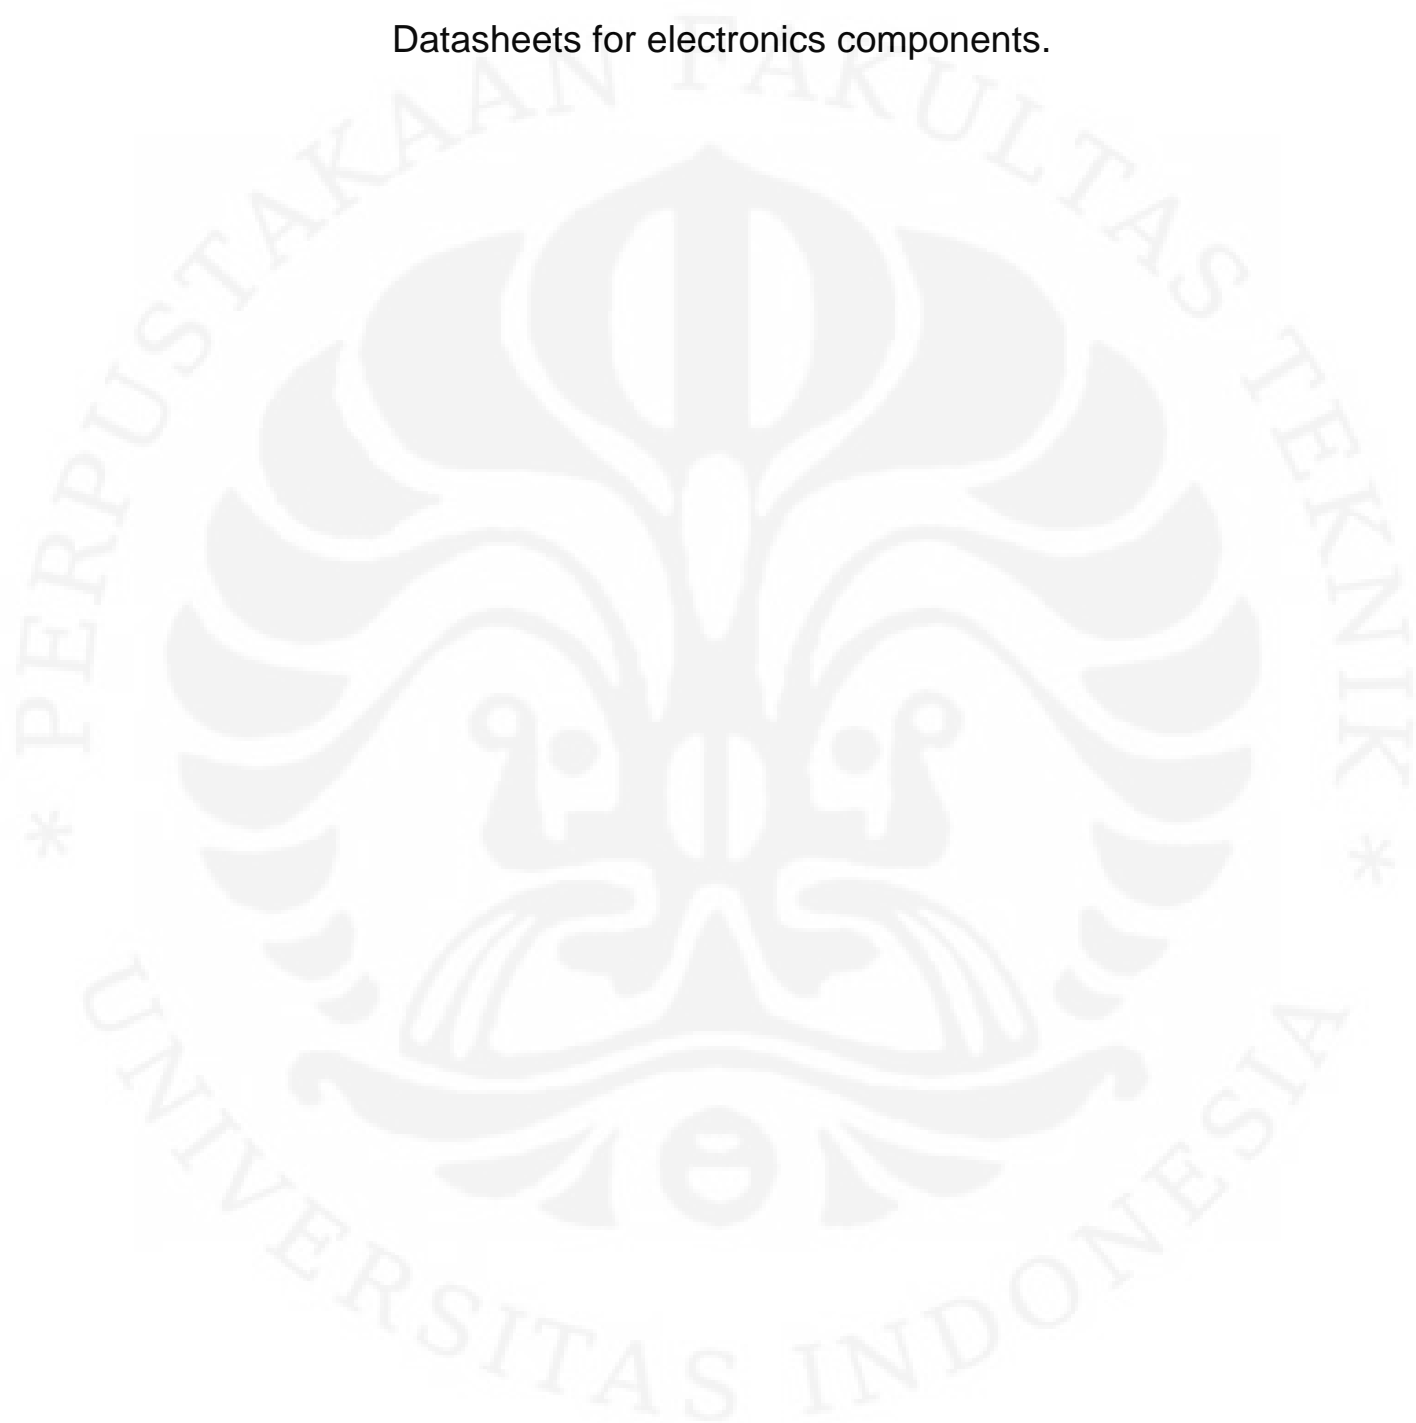 Datasheets for electronics components.
* PERPUSTAKAAN FAKULTAS TEKNIK *
UNIVERSITAS INDONESIA